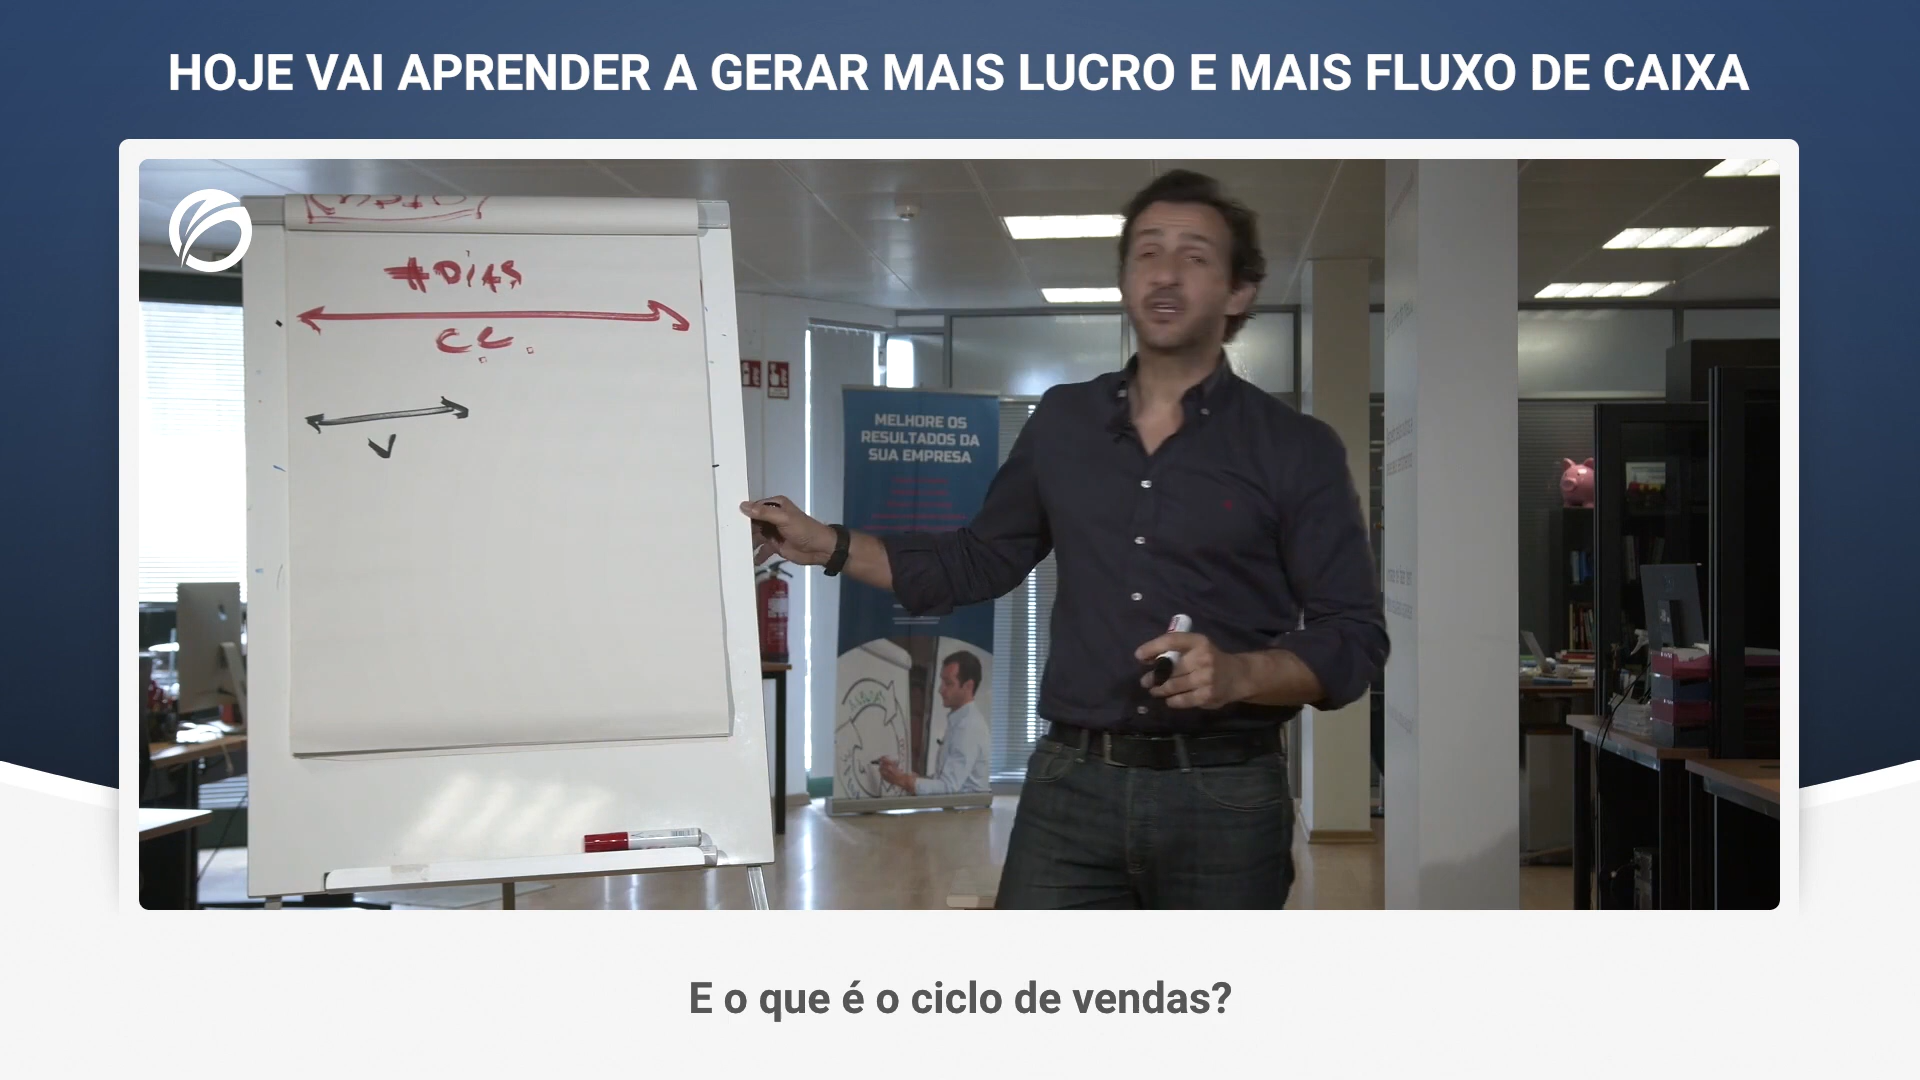 HOJE VAI APRENDER A GERAR MAIS LUCRO E MAIS FLUXO DE CAIXA
#DIAS
CC
V
MELHORE OS
RESULTADOS DA
SUA EMPRESA
E o que é o ciclo de vendas?